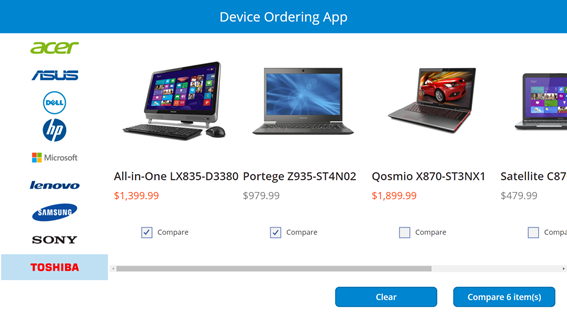 Device Ordering App
acer
ASUS
DELL
hp
Microsoft
lenovo
SAMSUNG
SONY
TOSHIBA
All-in-One LX835-D3380 Portege Z935-ST4N02 Qosmio X870-ST3NX1 Satellite C87
$1,399.99 $979.99 $1,899.99 $479.99
Compare Compare Compare Compa
Clear Compare 6 item(s)